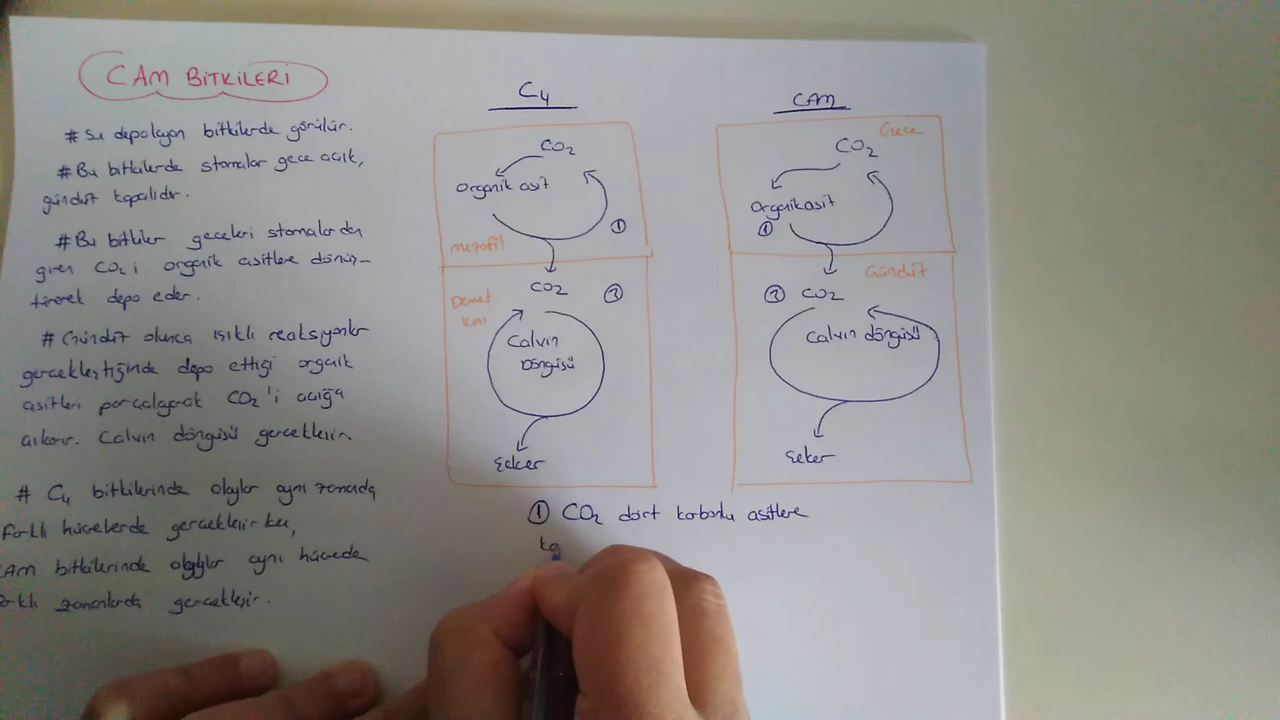 CAM BİTKİLERİ
# Su depolayan bitkilerde görülür.
# Bu bitkilerde stomalar gece açık,
gündüz kapalıdır.
# Bu bitkiler geceleri stomalardan
giren CO2 i organik asitlere dönüş-
türerek depo eder.
# Gündüz olunca ışıklı reaksiyonlar
gerçekleştiğinde depo ettiği organik
asitleri parçalayarak CO2'i açığa
çıkarır. Calvin döngüsü gerçekleşir.
# C4 bitkilerinde olaylar aynı zamanda
farklı hücrelerde gerçekleşirken,
CAM bitkilerinde olaylar aynı hücrede
farklı zamanlarda gerçekleşir.
C4
CO2
Organik asit
1
mezofil
Demet
kını
CO2
2
Calvin
Döngüsü
Şeker
CAM
Gece
CO2
Organik asit
1
Gündüz
2 CO2
Calvin döngüsü
Şeker
1 CO2 dört karbonlu asitlere
ka